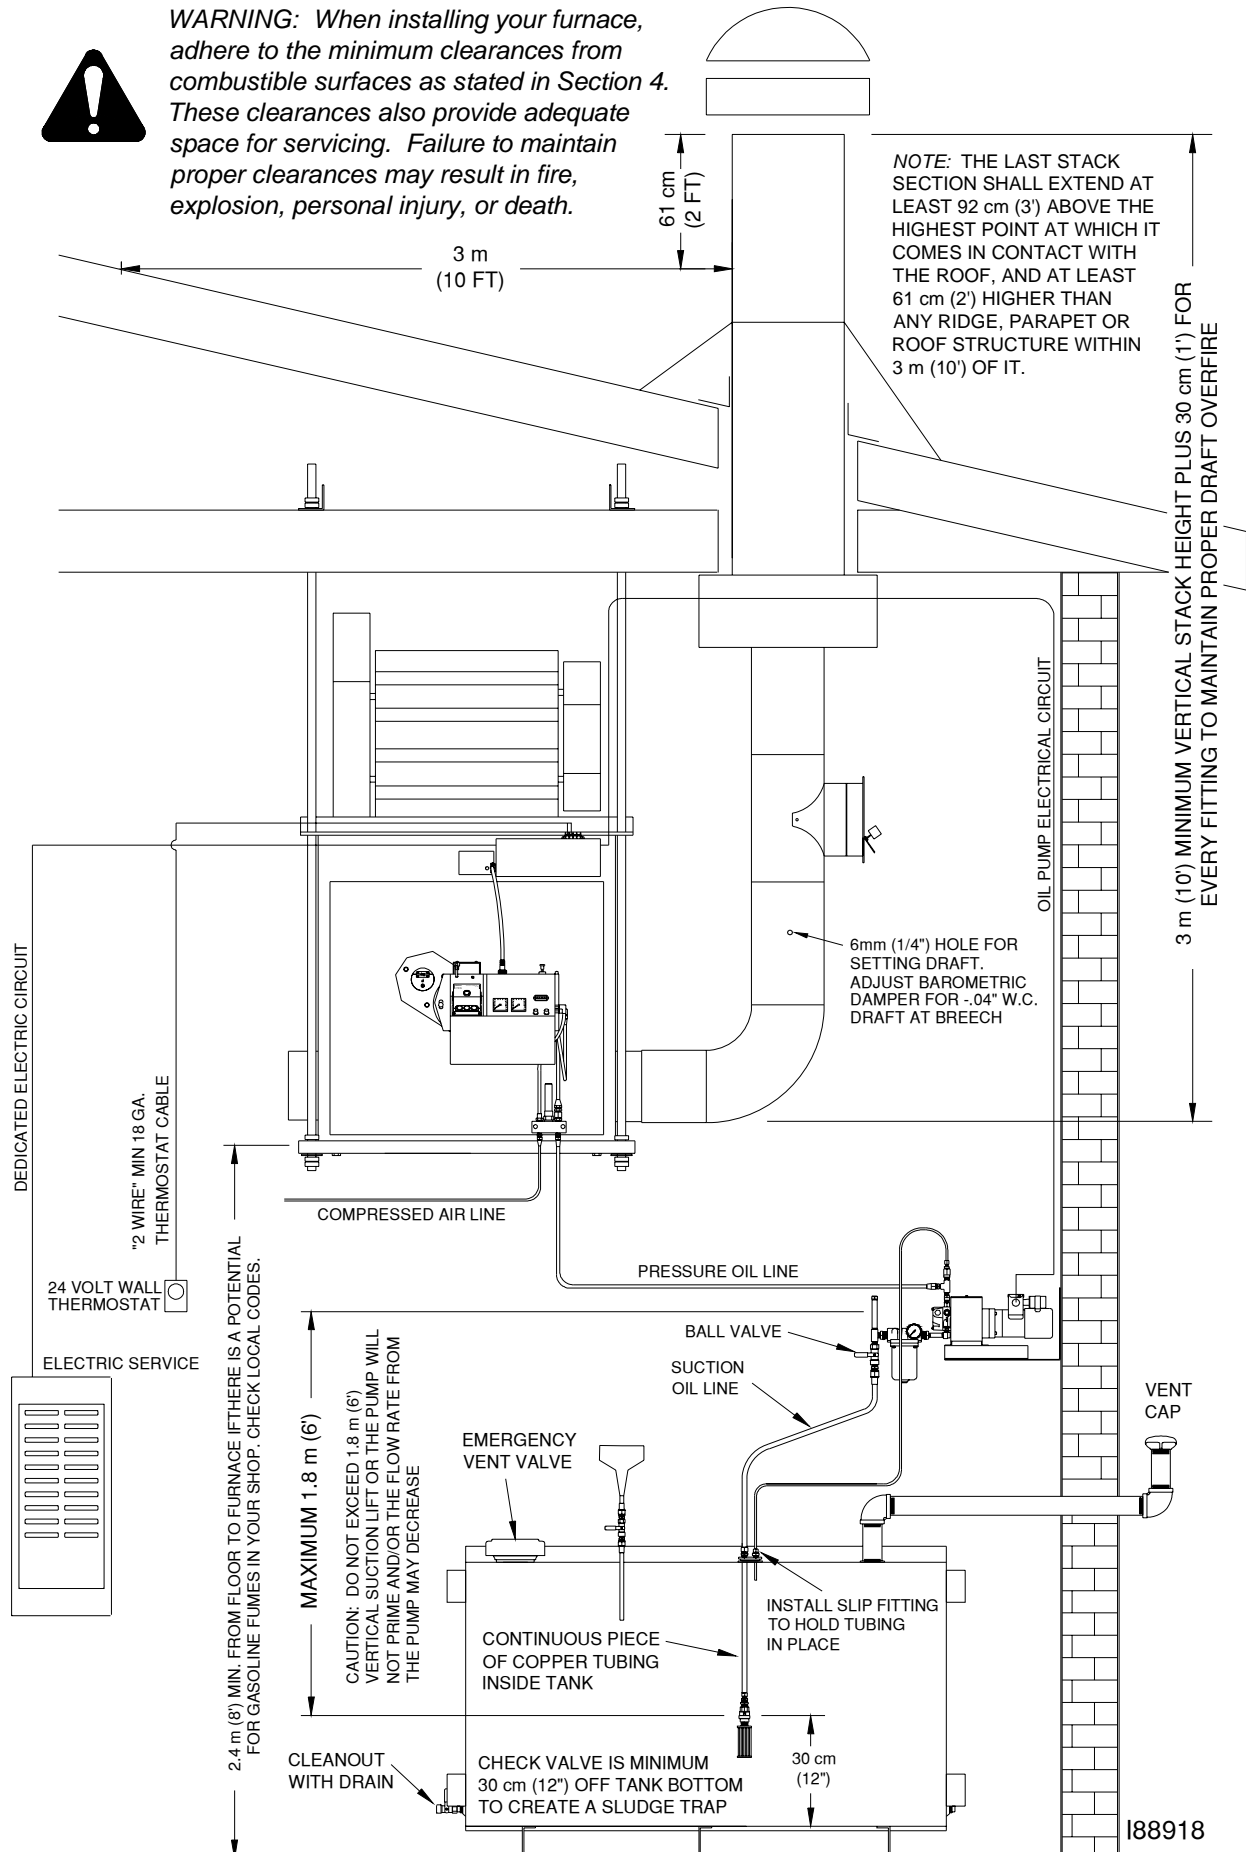 WARNING: When installing your furnace,
adhere to the minimum clearances from
combustible surfaces as stated in Section 4.
These clearances also provide adequate
space for servicing. Failure to maintain
proper clearances may result in fire,
explosion, personal injury, or death.
61 cm
(2 FT)
3 m
(10 FT)
NOTE: THE LAST STACK
SECTION SHALL EXTEND AT
LEAST 92 cm (3') ABOVE THE
HIGHEST POINT AT WHICH IT
COMES IN CONTACT WITH
THE ROOF, AND AT LEAST
61 cm (2') HIGHER THAN
ANY RIDGE, PARAPET OR
ROOF STRUCTURE WITHIN
3 m (10') OF IT.
3 m (10') MINIMUM VERTICAL STACK HEIGHT PLUS 30 cm (1') FOR
EVERY FITTING TO MAINTAIN PROPER DRAFT OVERFIRE
OIL PUMP ELECTRICAL CIRCUIT
6mm (1/4") HOLE FOR
SETTING DRAFT.
ADJUST BAROMETRIC
DAMPER FOR -.04" W.C.
DRAFT AT BREECH
DEDICATED ELECTRIC CIRCUIT
"2 WIRE" MIN 18 GA.
THERMOSTAT CABLE
24 VOLT WALL
THERMOSTAT
ELECTRIC SERVICE
2.4 m (8') MIN. FROM FLOOR TO FURNACE IFTHERE IS A POTENTIAL
FOR GASOLINE FUMES IN YOUR SHOP. CHECK LOCAL CODES.
COMPRESSED AIR LINE
PRESSURE OIL LINE
BALL VALVE
SUCTION
OIL LINE
MAXIMUM 1.8 m (6')
CAUTION: DO NOT EXCEED 1.8 m (6')
VERTICAL SUCTION LIFT OR THE PUMP WILL
NOT PRIME AND/OR THE FLOW RATE FROM
THE PUMP MAY DECREASE
EMERGENCY
VENT VALVE
VENT
CAP
INSTALL SLIP FITTING
TO HOLD TUBING
IN PLACE
CONTINUOUS PIECE
OF COPPER TUBING
INSIDE TANK
CLEANOUT
WITH DRAIN
CHECK VALVE IS MINIMUM
30 cm (12") OFF TANK BOTTOM
TO CREATE A SLUDGE TRAP
30 cm
(12")
I88918